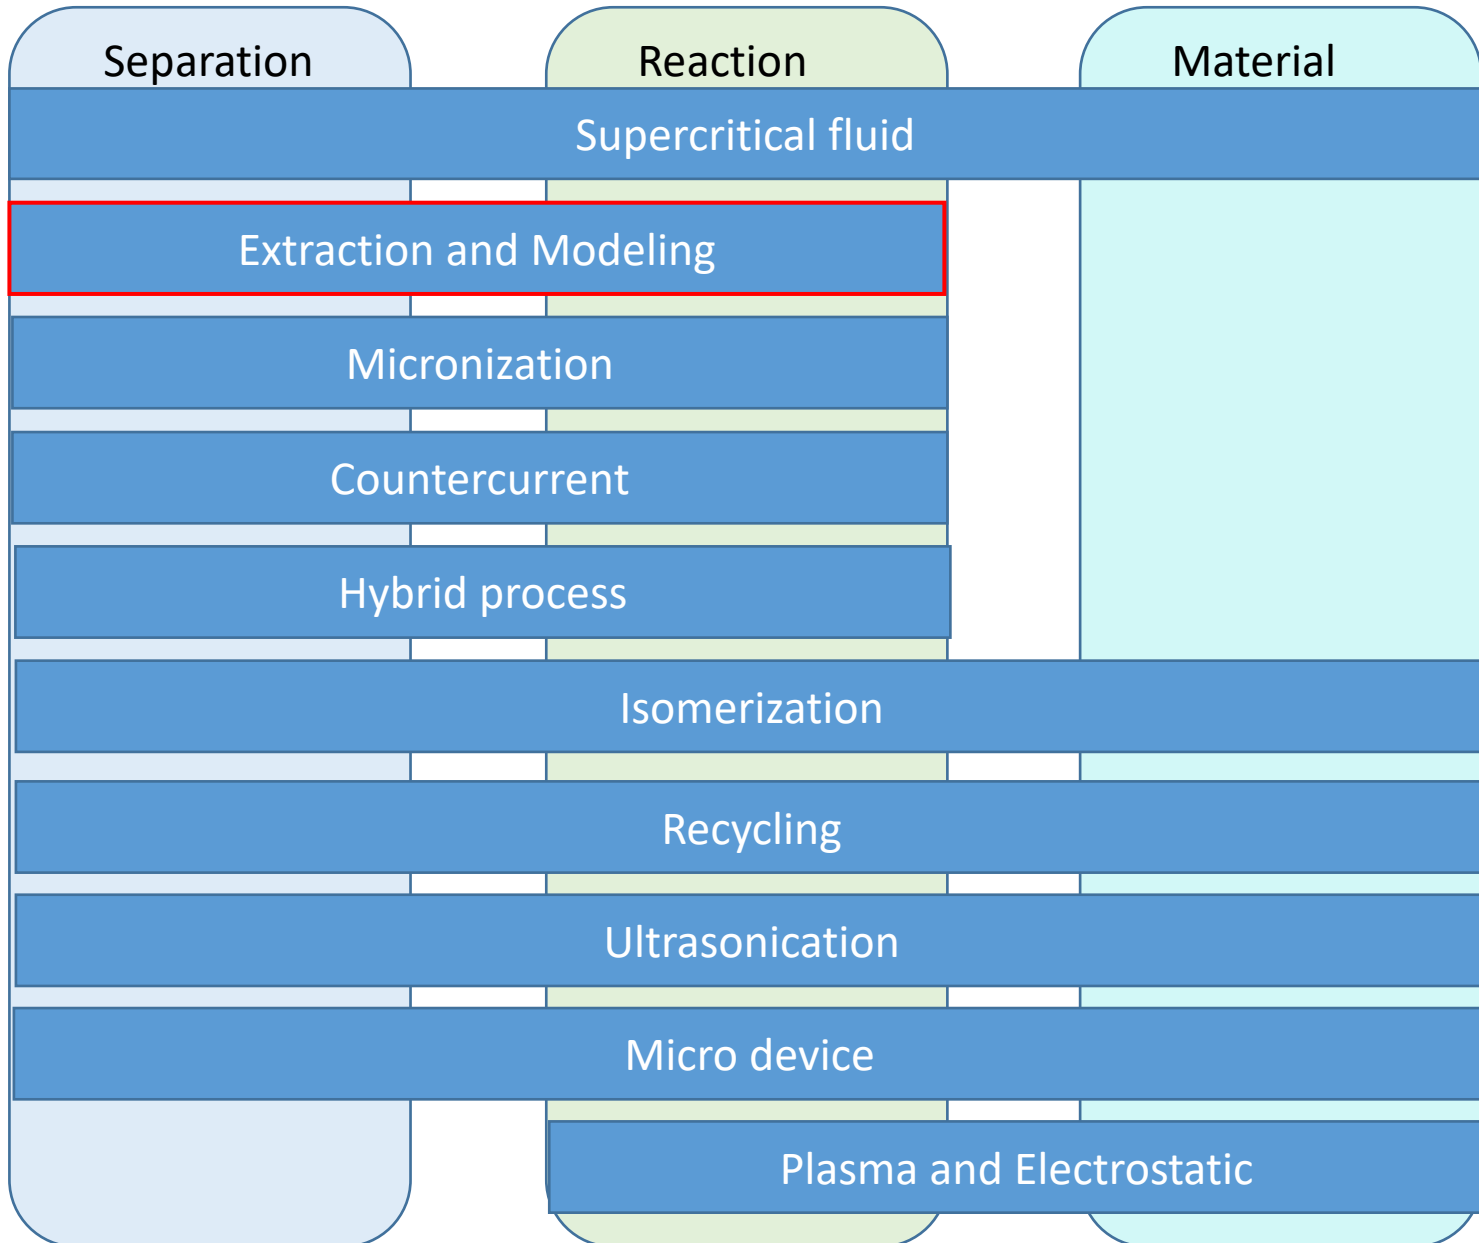 Separation
Reaction
Material
Supercritical fluid
Extraction and Modeling
Micronization
Countercurrent
Hybrid process
Isomerization
Recycling
Ultrasonication
Micro device
Plasma and Electrostatic